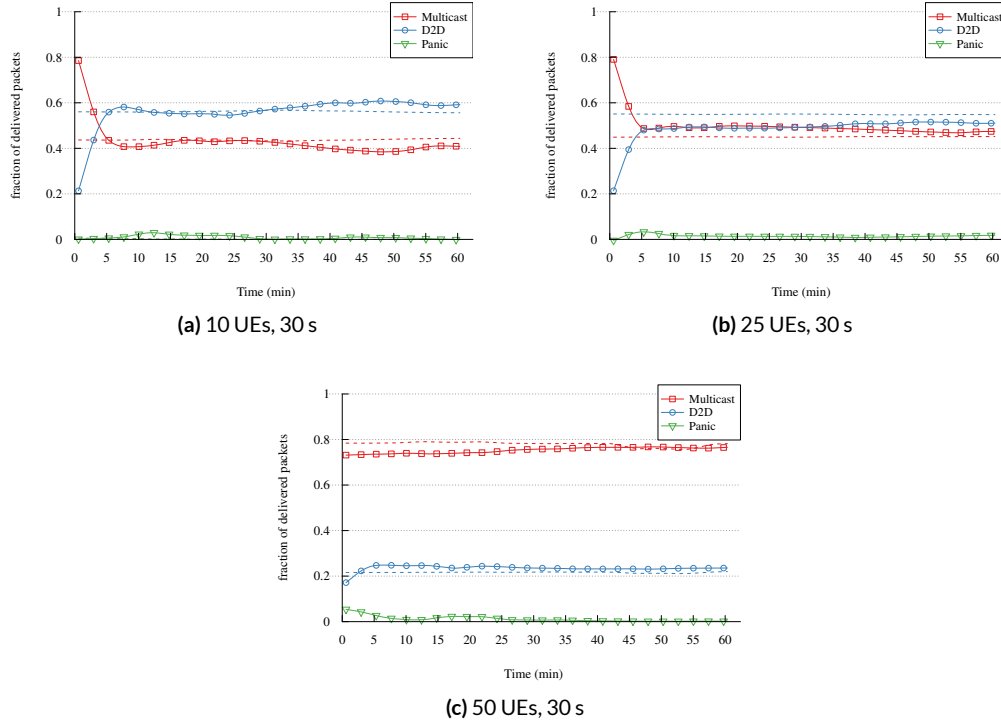 1
0.8
0.6
0.4
0.2
0
fraction of delivered packets
Multicast
D2D
Panic
0 5 10 15 20 25 30 35 40 45 50 55 60
Time (min)
(a) 10 UEs, 30 s
1
0.8
0.6
0.4
0.2
0
fraction of delivered packets
Multicast
D2D
Panic
0 5 10 15 20 25 30 35 40 45 50 55 60
Time (min)
(b) 25 UEs, 30 s
1
0.8
0.6
0.4
0.2
0
fraction of delivered packets
Multicast
D2D
Panic
0 5 10 15 20 25 30 35 40 45 50 55 60
Time (min)
(c) 50 UEs, 30 s